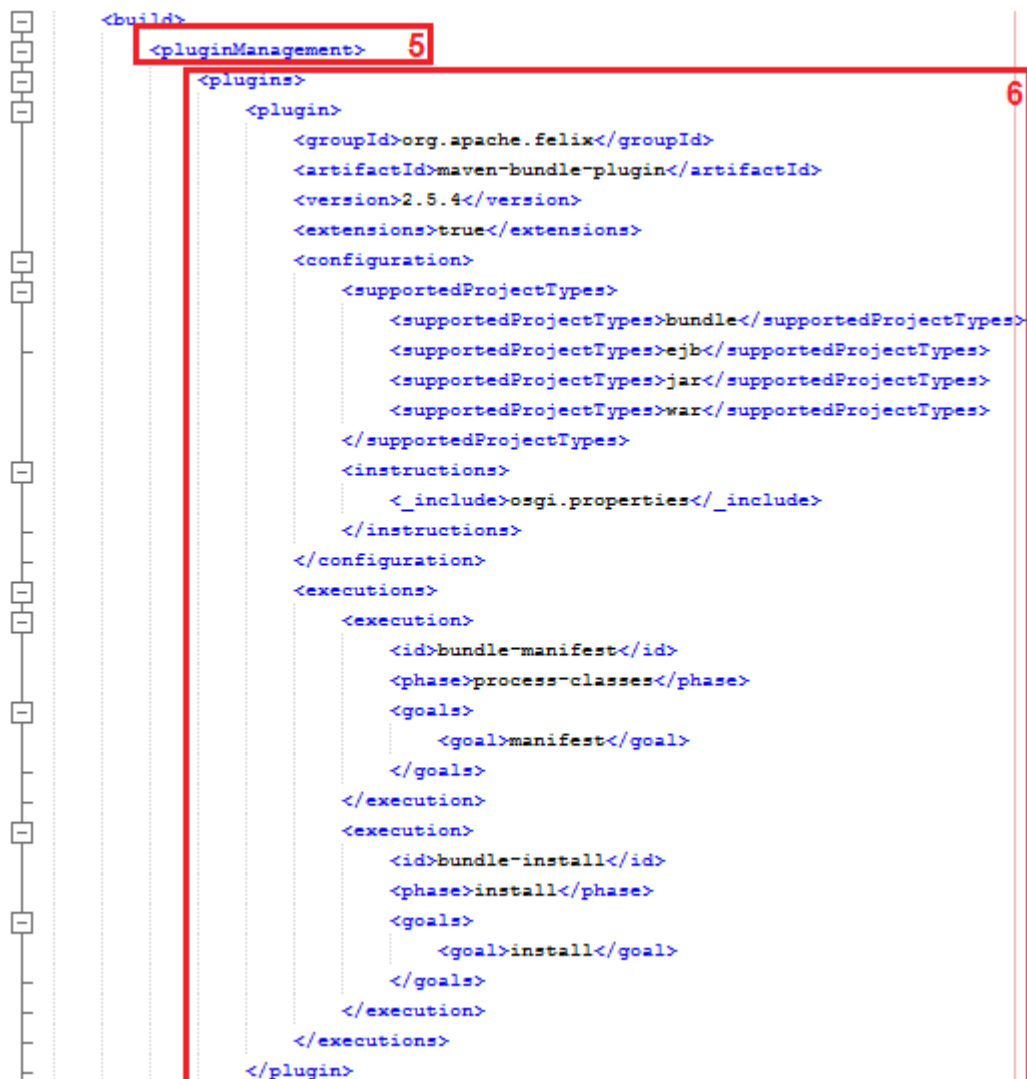 <build>
<pluginManagement> 5
<plugins>
6
<plugin>
<groupId>org.apache.felix</groupId>
<artifactId>maven-bundle-plugin</artifactId>
<version>2.5.4</version>
<extensions>true</extensions>
<configuration>
<supportedProjectTypes>
<supportedProjectTypes>bundle</supportedProjectTypes>
<supportedProjectTypes>ejb</supportedProjectTypes>
<supportedProjectTypes>jar</supportedProjectTypes>
<supportedProjectTypes>war</supportedProjectTypes>
</supportedProjectTypes>
<instructions>
<_include>osgi.properties</_include>
</instructions>
</configuration>
<executions>
<execution>
<id>bundle-manifest</id>
<phase>process-classes</phase>
<goals>
<goal>manifest</goal>
</goals>
</execution>
<execution>
<id>bundle-install</id>
<phase>install</phase>
<goals>
<goal>install</goal>
</goals>
</execution>
</executions>
</plugin>